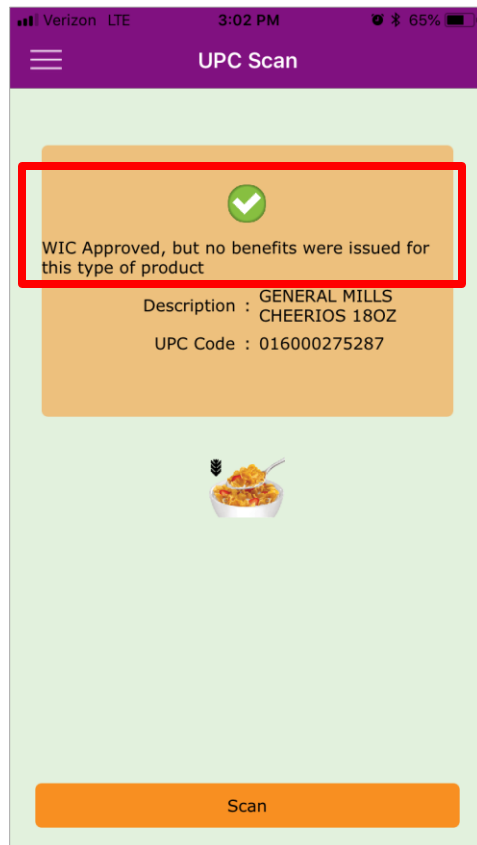 Verizon LTE 3:02 PM 65%
UPC Scan
WIC Approved, but no benefits were issued for
this type of product
Description : GENERAL MILLS
CHEERIOS 18OZ
UPC Code : 016000275287
Scan